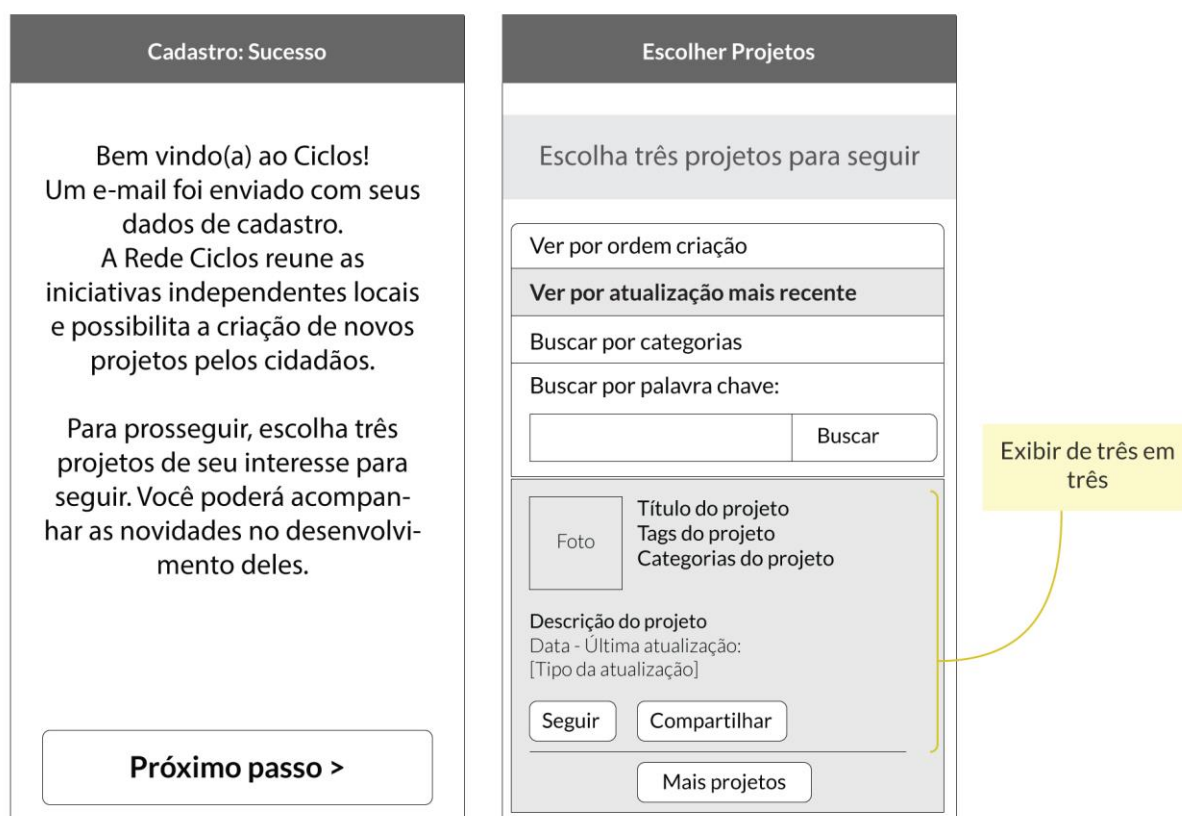 Cadastro: Sucesso
Bem vindo(a) ao Ciclos!
Um e-mail foi enviado com seus
dados de cadastro.
A Rede Ciclos reune as
iniciativas independentes locais
e possibilita a criação de novos
projetos pelos cidadãos.
Para prosseguir, escolha três
projetos de seu interesse para
seguir. Você poderá acompan-
har as novidades no desenvolvi-
mento deles.
Próximo passo >
Escolher Projetos
Escolha três projetos para seguir
Ver por ordem criação
Ver por atualização mais recente
Buscar por categorias
Buscar por palavra chave:
Buscar
Foto
Título do projeto
Tags do projeto
Categorias do projeto
Descrição do projeto
Data - Última atualização:
[Tipo da atualização]
Seguir
Compartilhar
Mais projetos
Exibir de três em
três